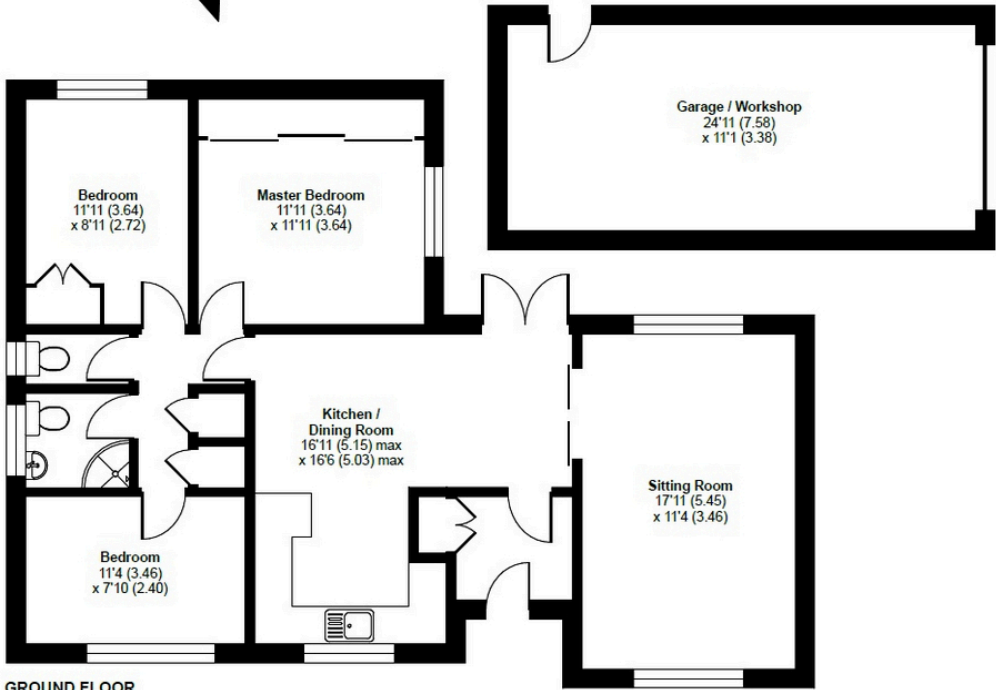 Garage / Workshop
24'11 (7.58)
x 11'1 (3.38)
Bedroom
11'11 (3.64)
x 8'11 (2.72)
Master Bedroom
11'11 (3.64)
x 11'11 (3.64)
Kitchen /
Dining Room
16'11 (5.15) max
x 16'6 (5.03) max
Sitting Room
17'11 (5.45)
x 11'4 (3.46)
Bedroom
11'4 (3.46)
x 7'10 (2.40)
GROUND FLOOR